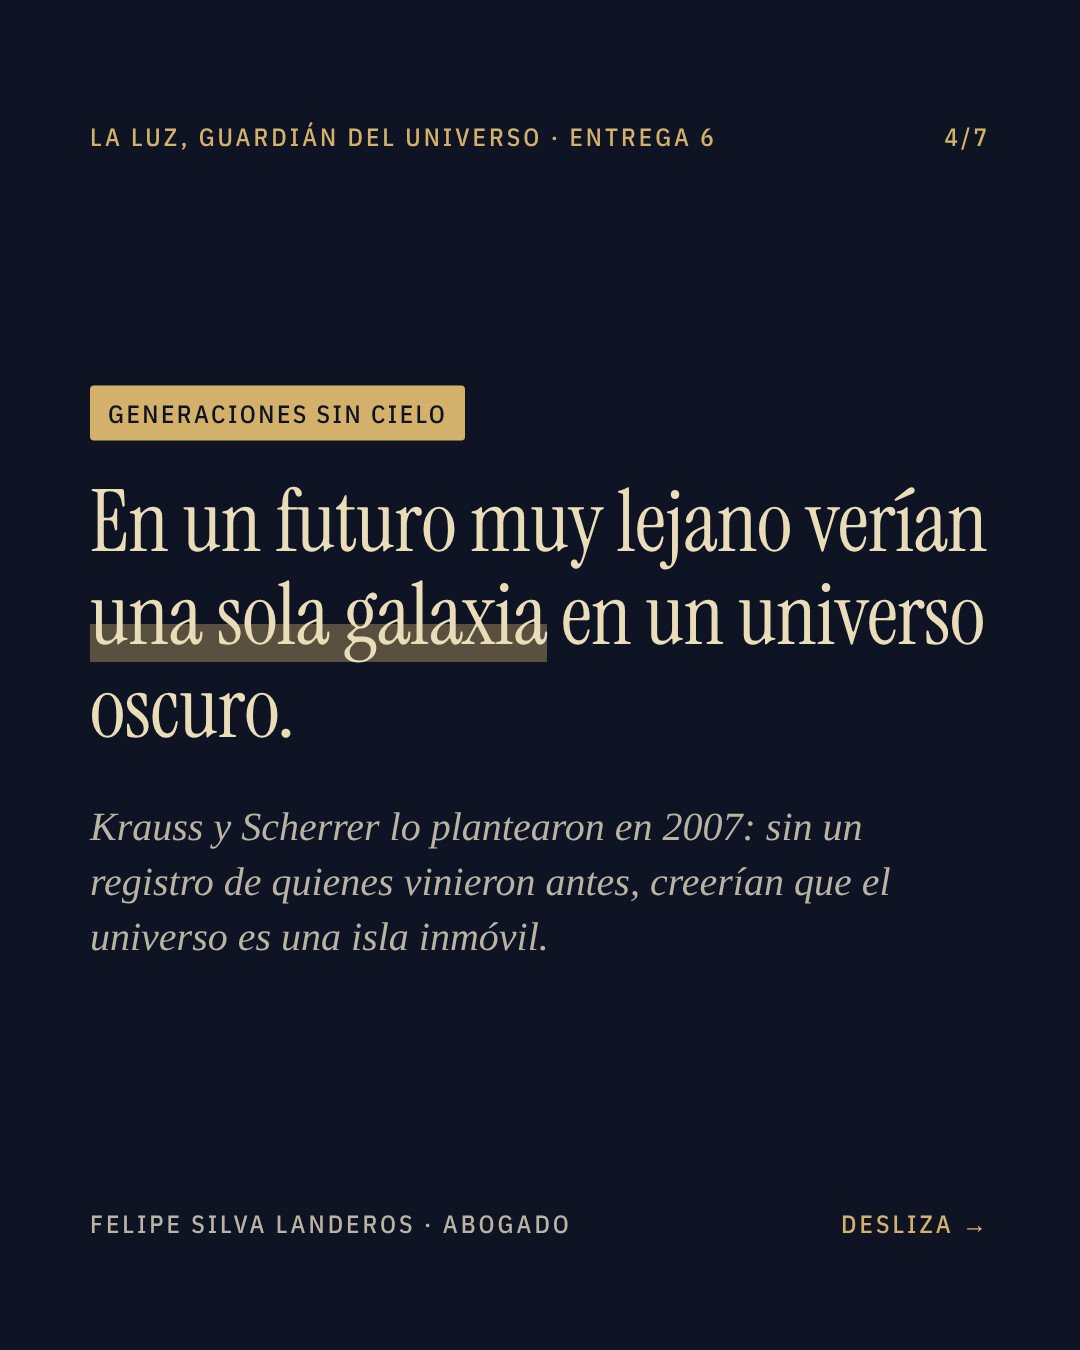 LA LUZ, GUARDIÁN DEL UNIVERSO · ENTREGA 6
4/7
GENERACIONES SIN CIELO
En un futuro muy lejano verían
una sola galaxia en un universo
oscuro.
Krauss y Scherrer lo plantearon en 2007: sin un
registro de quienes vinieron antes, creerían que el
universo es una isla inmóvil.
FELIPE SILVA LANDEROS · ABOGADO
DESLIZA →